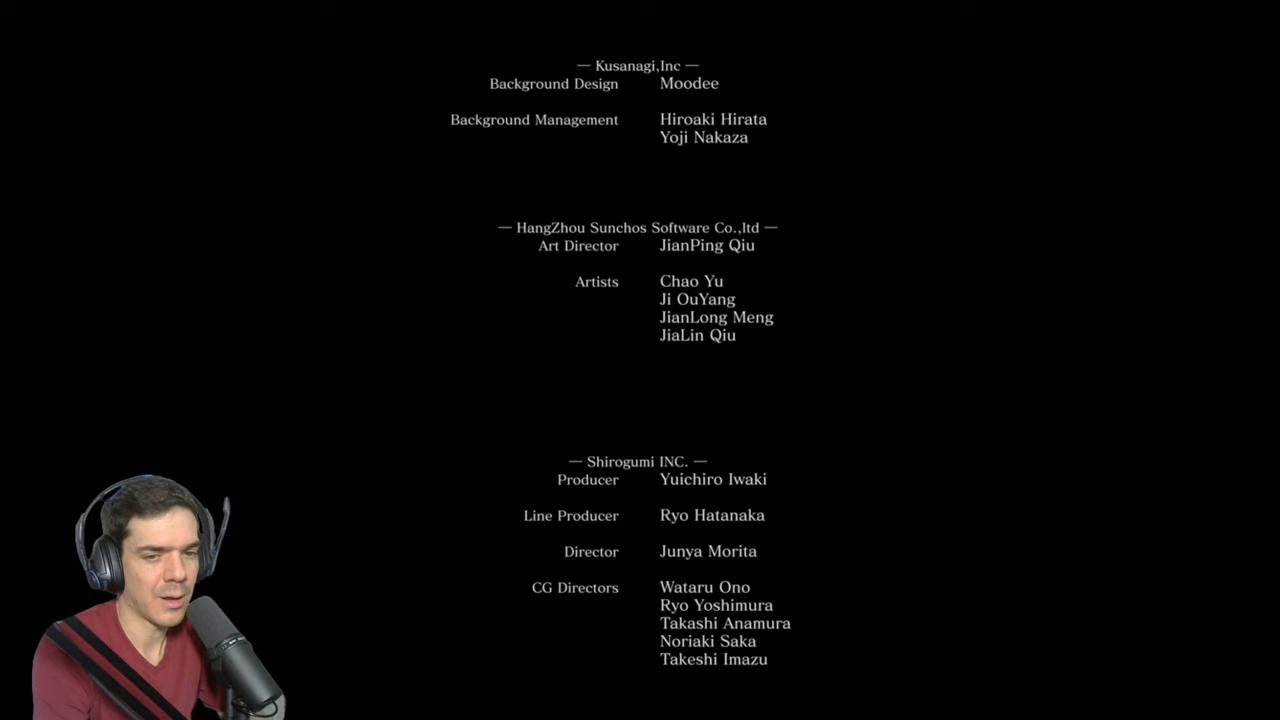 — Kusanagi,Inc —
Background Design Moodee
Background Management Hiroaki Hirata
Yoji Nakaza
— HangZhou Sunchos Software Co.,ltd —
Art Director JianPing Qiu
Artists Chao Yu
Ji OuYang
JianLong Meng
JiaLin Qiu
— Shirogumi INC. —
Producer Yuichiro Iwaki
Line Producer Ryo Hatanaka
Director Junya Morita
CG Directors Wataru Ono
Ryo Yoshimura
Takashi Anamura
Noriaki Saka
Takeshi Imazu